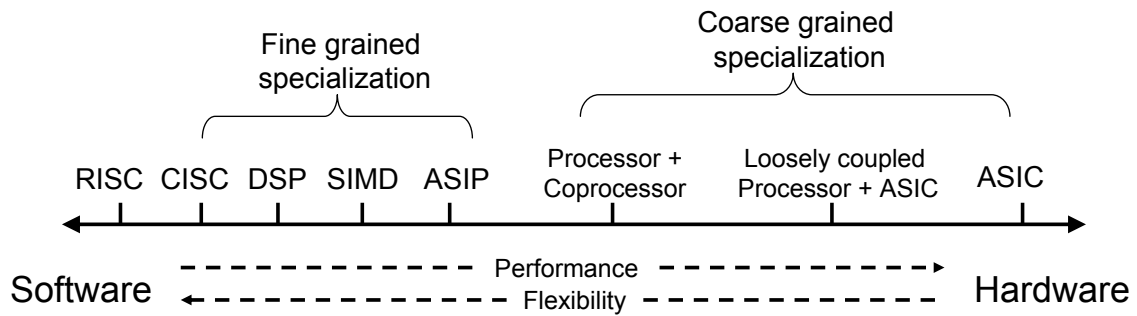 Coarse grained
specialization
Fine grained
specialization
RISC CISC DSP SIMD ASIP
Processor +
Coprocessor
Loosely coupled
Processor + ASIC
ASIC
Software
Performance
Flexibility
Hardware